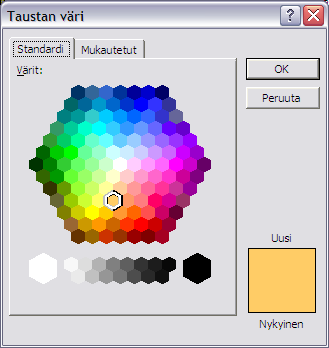 Taustan väri
Standardi
Mukautetut
Värit:
OK
Peruuta
Uusi
Nykyinen